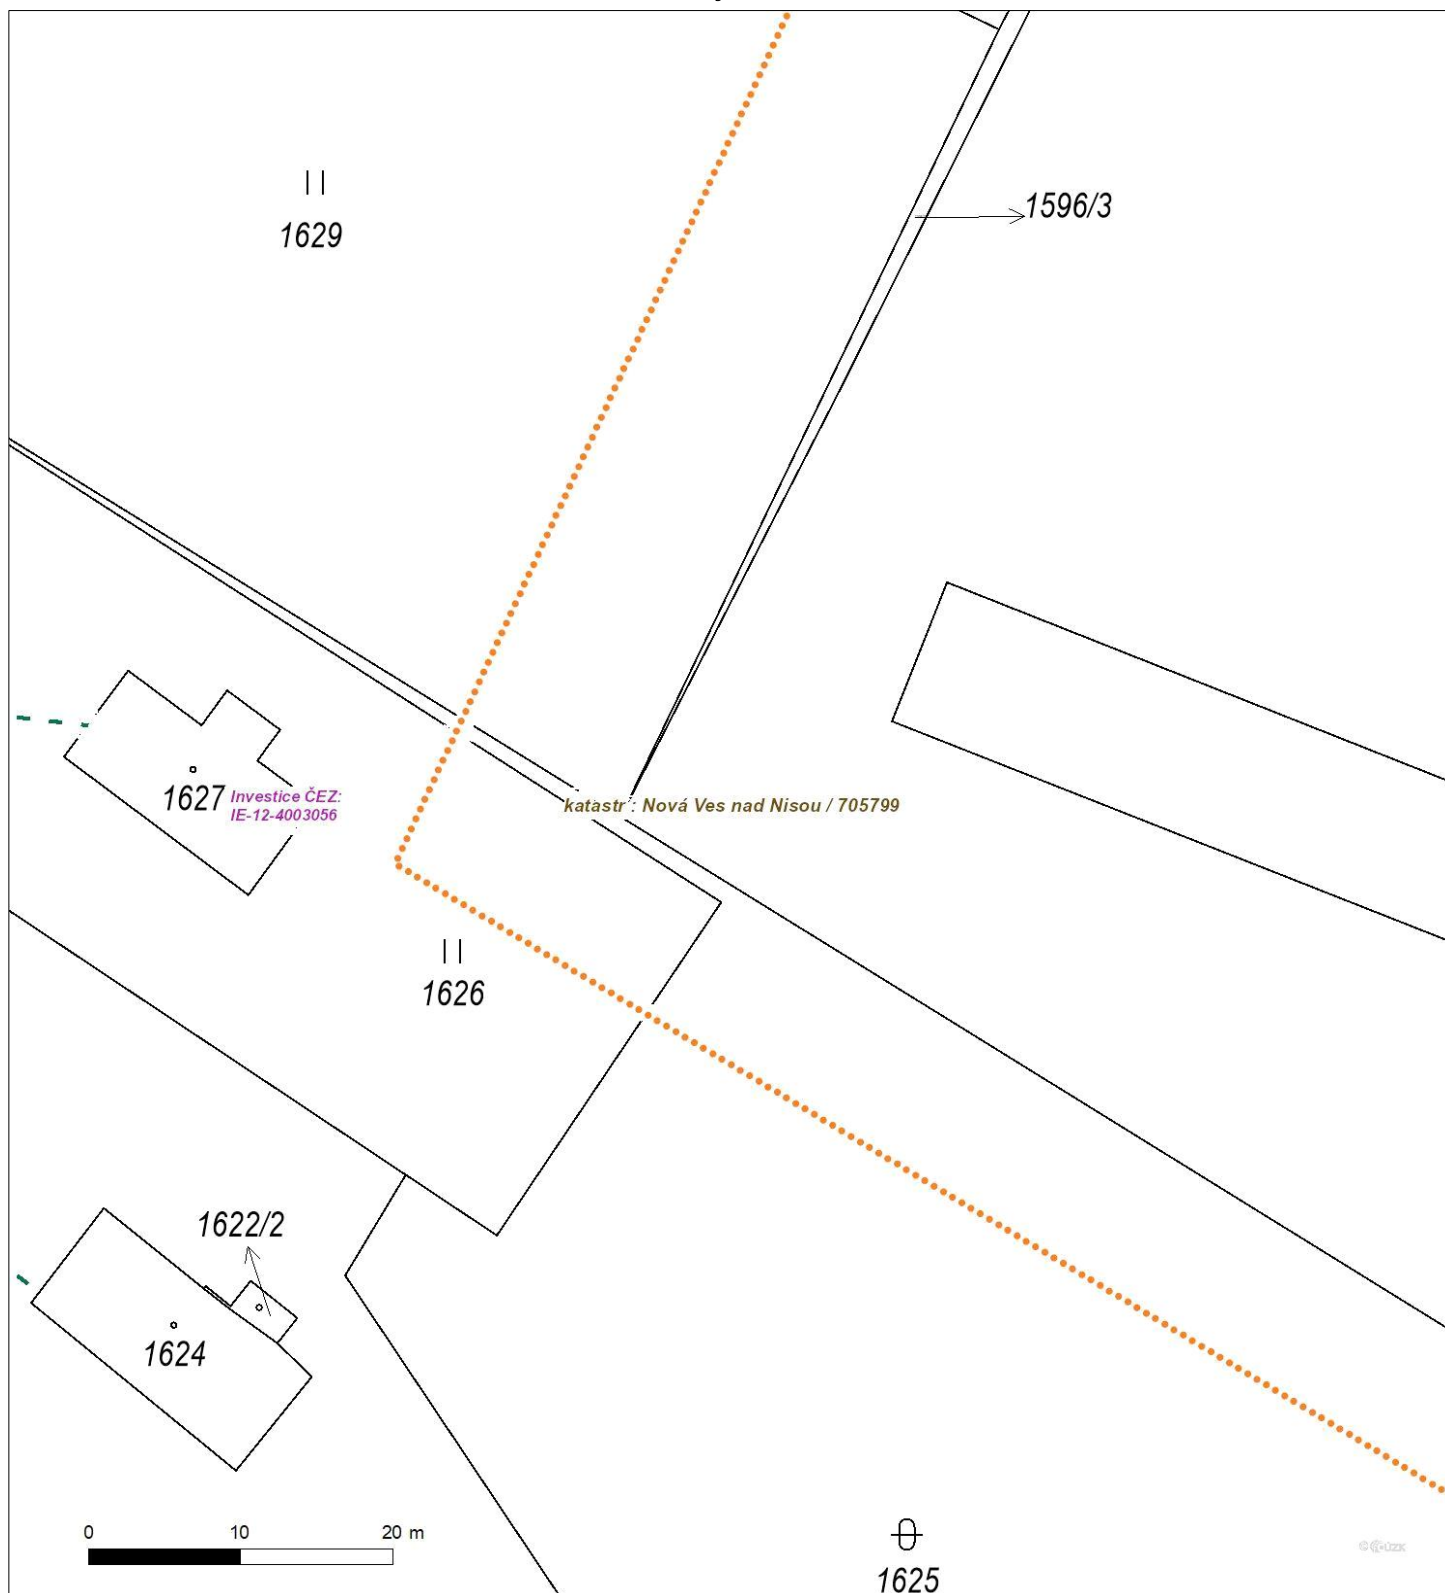 1629
1596/3
1627
Investice ČEZ:
IE-12-4003056
katastr : Nová Ves nad Nisou / 705799
1626
1622/2
1624
0 10 20 m
1625